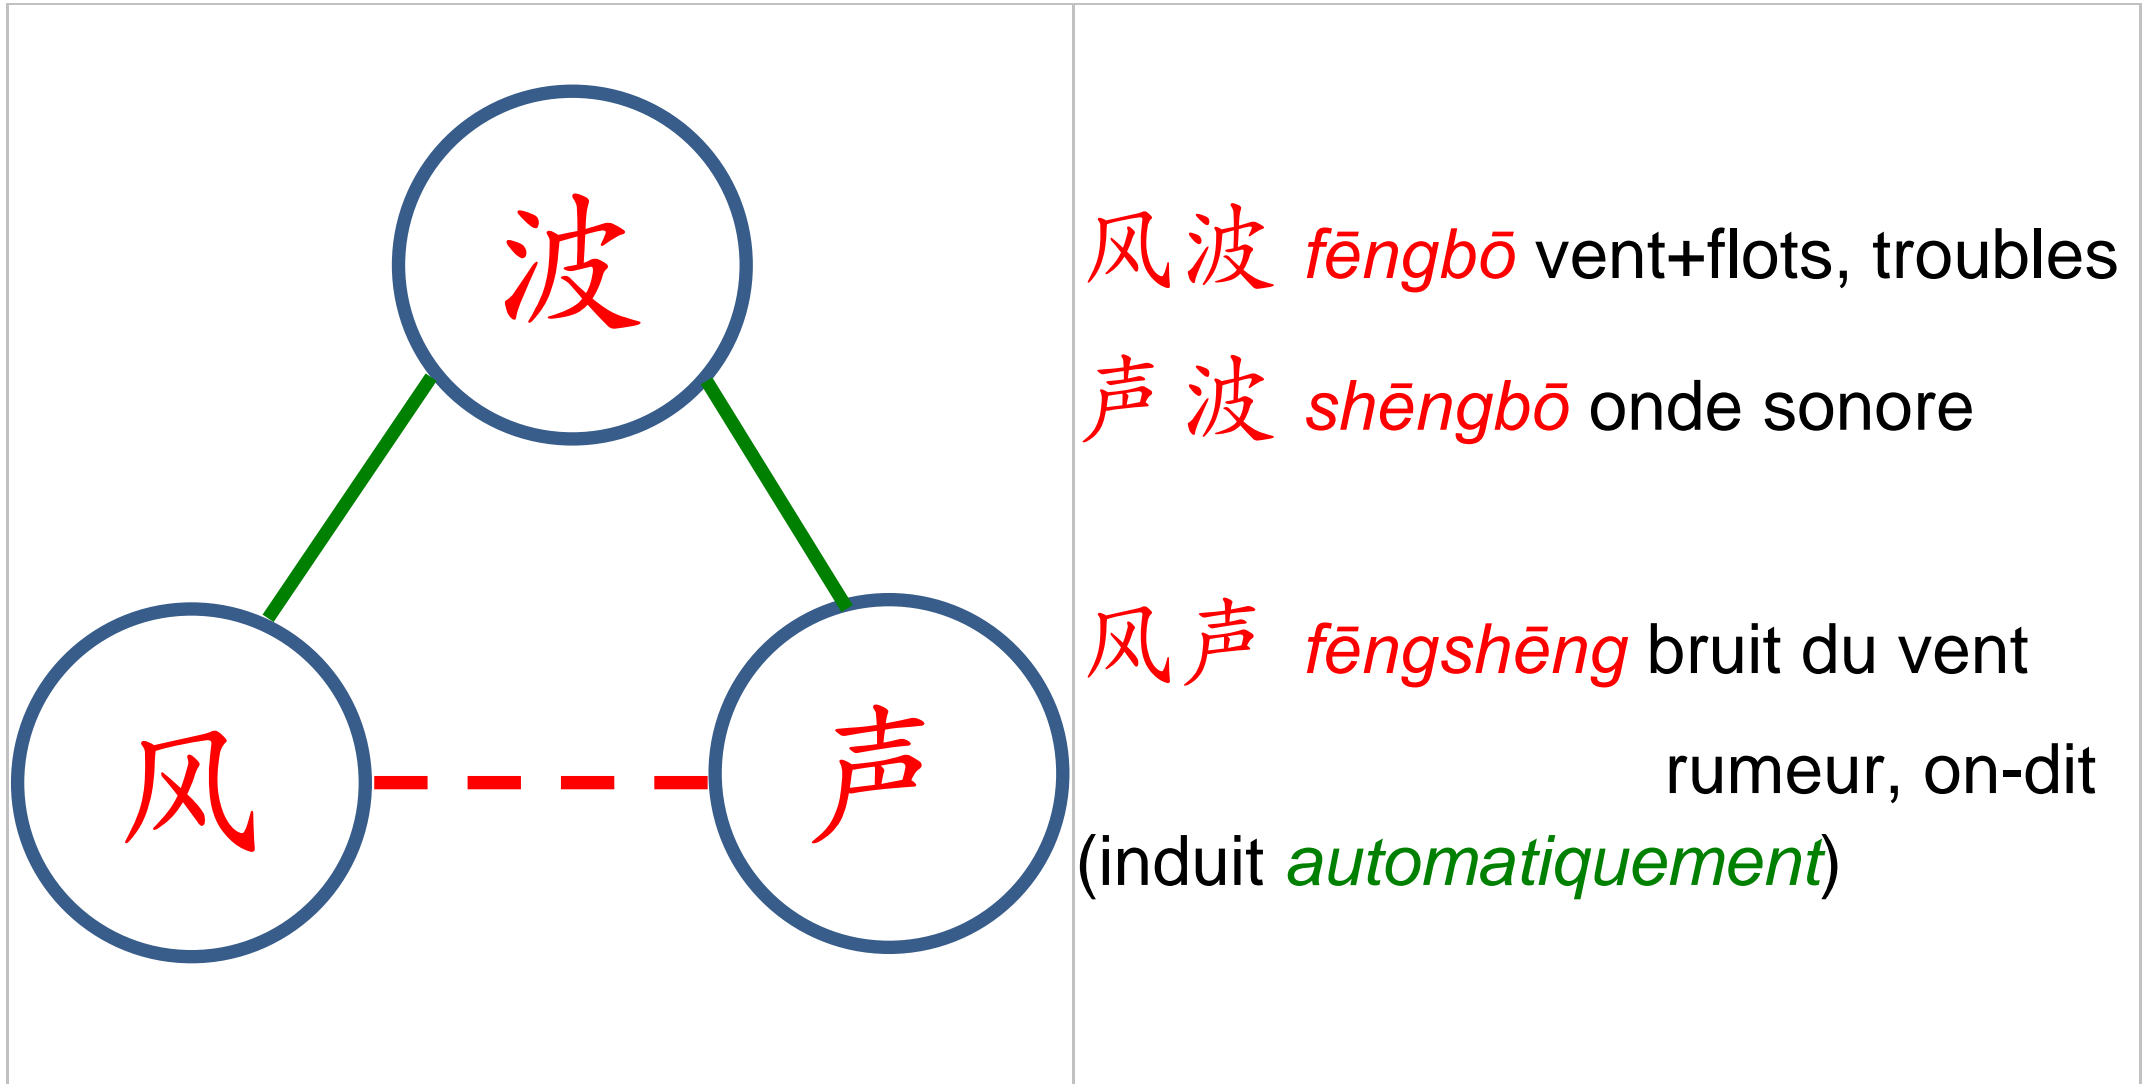 波
风
声
风波 fēngbō vent+flots, troubles
声波 shēngbō onde sonore
风声 fēngshēng bruit du vent
rumeur, on-dit
(induit automatiquement)